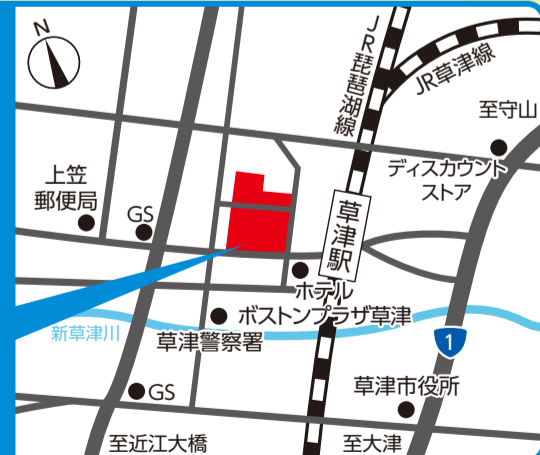 N
JR琵琶湖線
JR草津線
至守山
ディスカウント
ストア
上笠
郵便局
GS
草津駅
ホテル
ボストンプラザ草津
新草津川
草津警察署
1
GS
草津市役所
至近江大橋
至大津